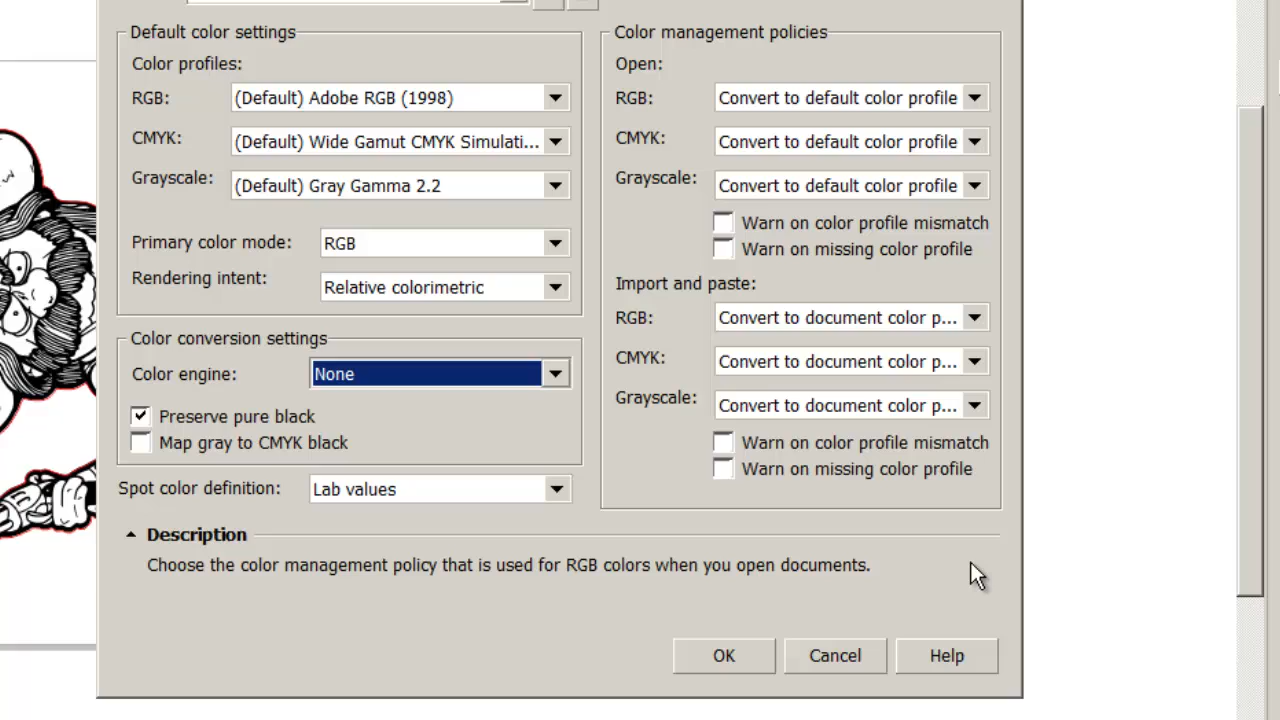 Default color settings
Color profiles:
RGB: (Default) Adobe RGB (1998)
CMYK: (Default) Wide Gamut CMYK Simulati...
Grayscale: (Default) Gray Gamma 2.2
Primary color mode: RGB
Rendering intent: Relative colorimetric
Color conversion settings
Color engine: None
Preserve pure black
Map gray to CMYK black
Spot color definition: Lab values
Color management policies
Open:
RGB: Convert to default color profile
CMYK: Convert to default color profile
Grayscale: Convert to default color profile
Warn on color profile mismatch
Warn on missing color profile
Import and paste:
RGB: Convert to document color p...
CMYK: Convert to document color p...
Grayscale: Convert to document color p...
Warn on color profile mismatch
Warn on missing color profile
Description
Choose the color management policy that is used for RGB colors when you open documents.
OK Cancel Help